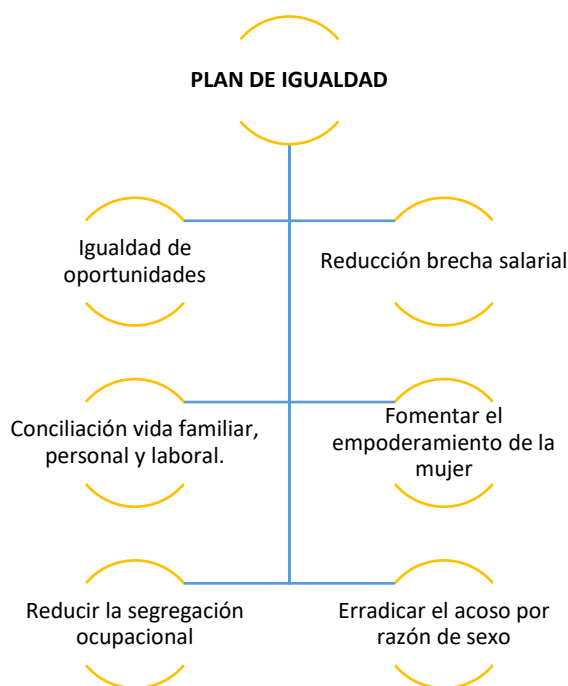 PLAN DE IGUALDAD
Igualdad de
oportunidades
Reducción brecha salarial
Conciliación vida familiar,
personal y laboral.
Fomentar el
empoderamiento de la
mujer
Reducir la segregación
ocupacional
Erradicar el acoso por
razón de sexo